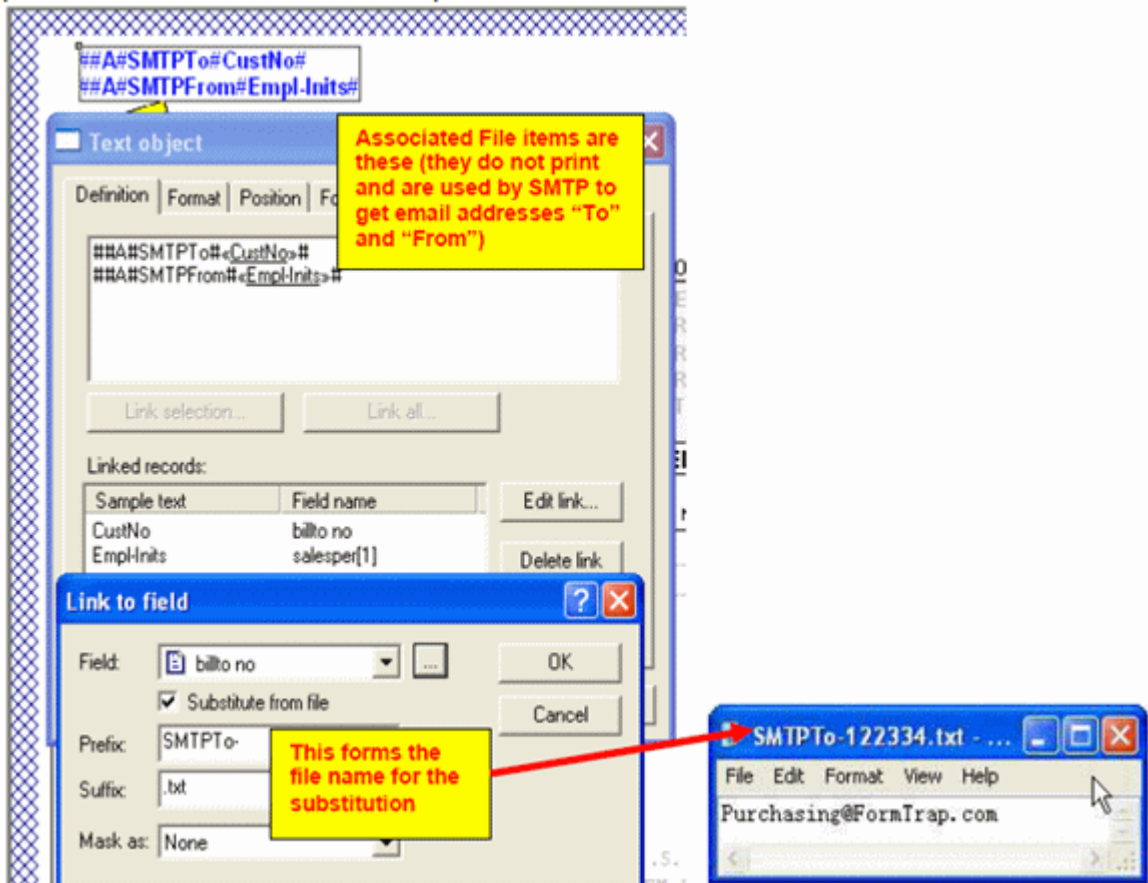 ##A#SMTPTo#CustNo#
##A#SMTPFrom#Empl-Inits#
Text object
Associated File items are
these (they do not print
and are used by SMTP to
get email addresses “To”
and “From”)
Definition Format Position Fo
##A#SMTPTo#«CustNo»#
##A#SMTPFrom#«Empl-Inits»#
Link selection... Link all...
Linked records:
Sample text Field name
Edit link...
CustNo billto no
Empl-Inits salesper[1]
Delete link
Link to field
Field: billto no ...
OK
Substitute from file
Cancel
Prefix: SMTPTo-
Suffix: .txt
This forms the
file name for the
substitution
Mask as: None
SMTPTo-122334.txt - ...
File Edit Format View Help
Purchasing@FormTrap.com